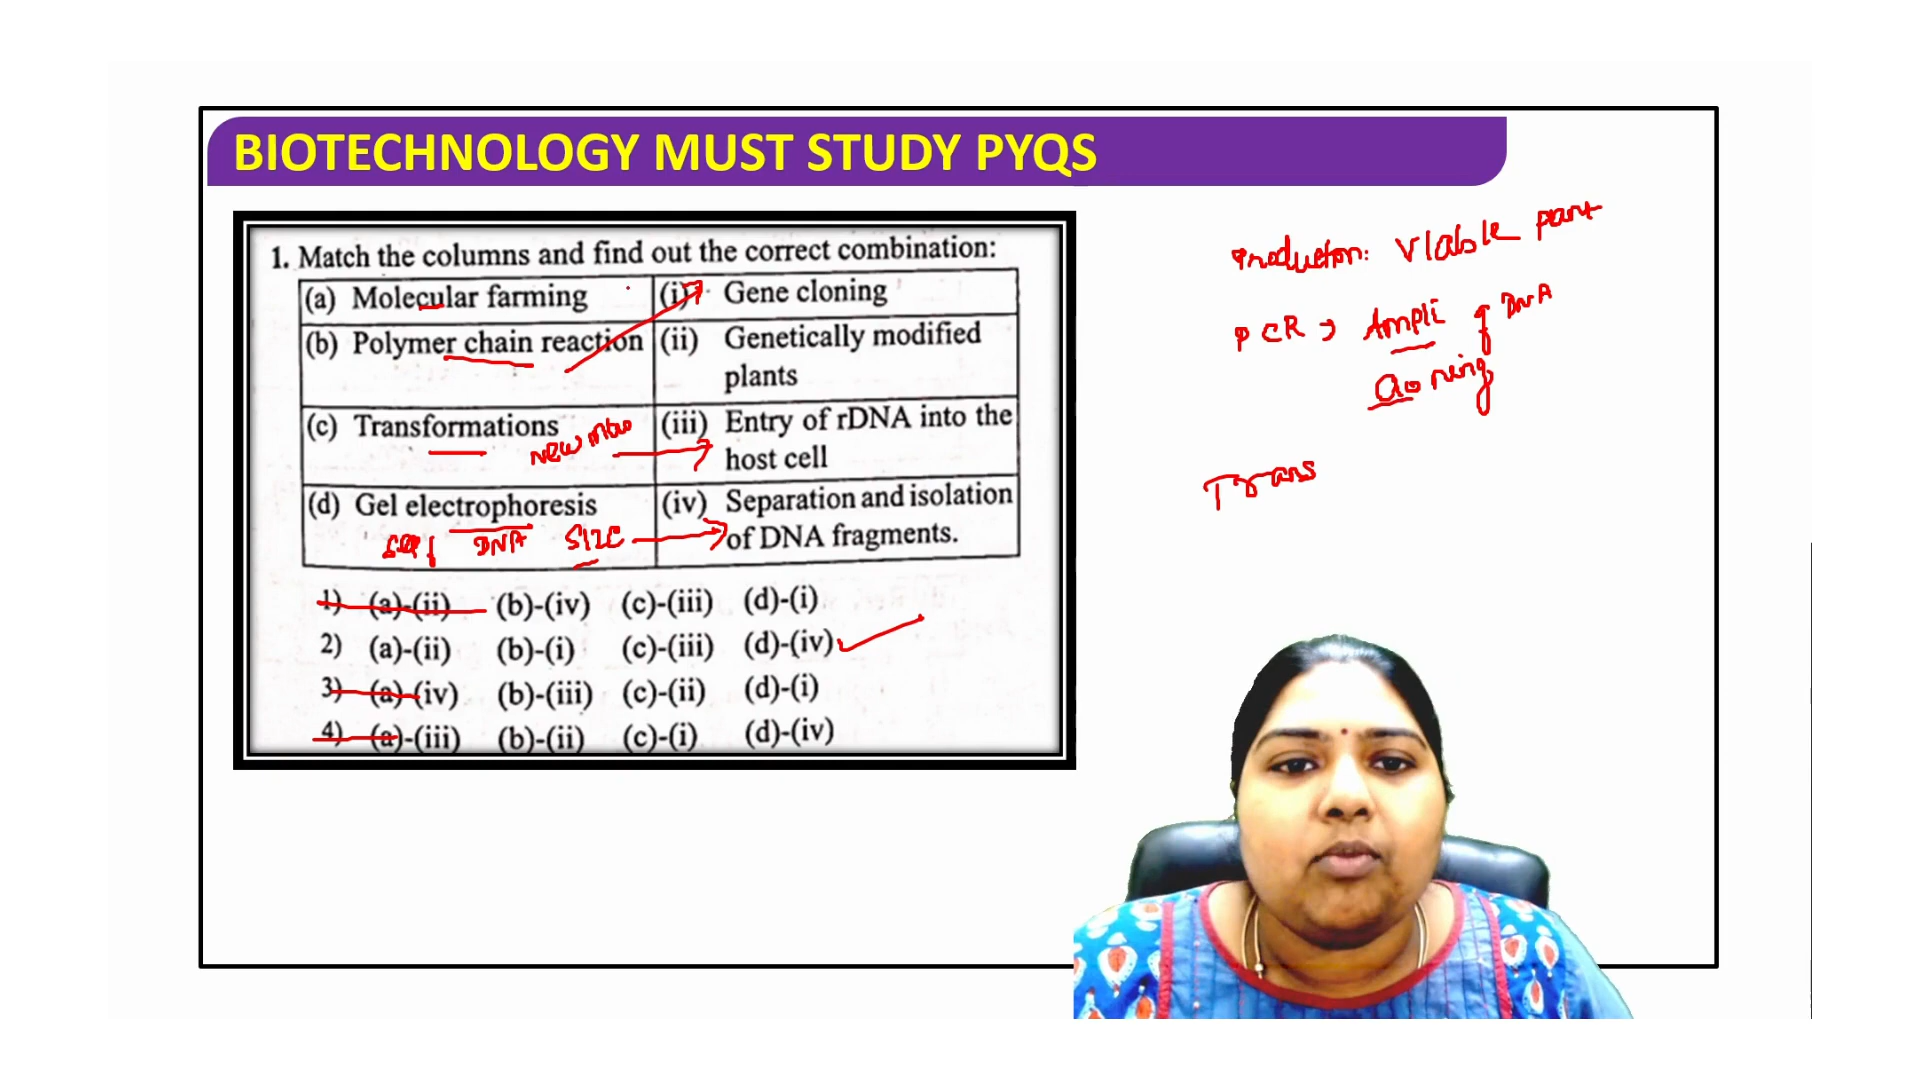 BIOTECHNOLOGY MUST STUDY PYQS
1. Match the columns and find out the correct combination:
(a) Molecular farming (i) Gene cloning
(b) Polymer chain reaction (ii) Genetically modified
plants
(c) Transformations (iii) Entry of rDNA into the
host cell
new
(d) Gel electrophoresis (iv) Separation and isolation
of DNA fragments.
DNA size
1) (a)-(ii) (b)-(iv) (c)-(iii) (d)-(i)
2) (a)-(ii) (b)-(i) (c)-(iii) (d)-(iv)
3) (a)-(iv) (b)-(iii) (c)-(ii) (d)-(i)
4) (a)-(iii) (b)-(ii) (c)-(i) (d)-(iv)
Production: Viable
PCR → Ampli of DNA
Cloning
Trans